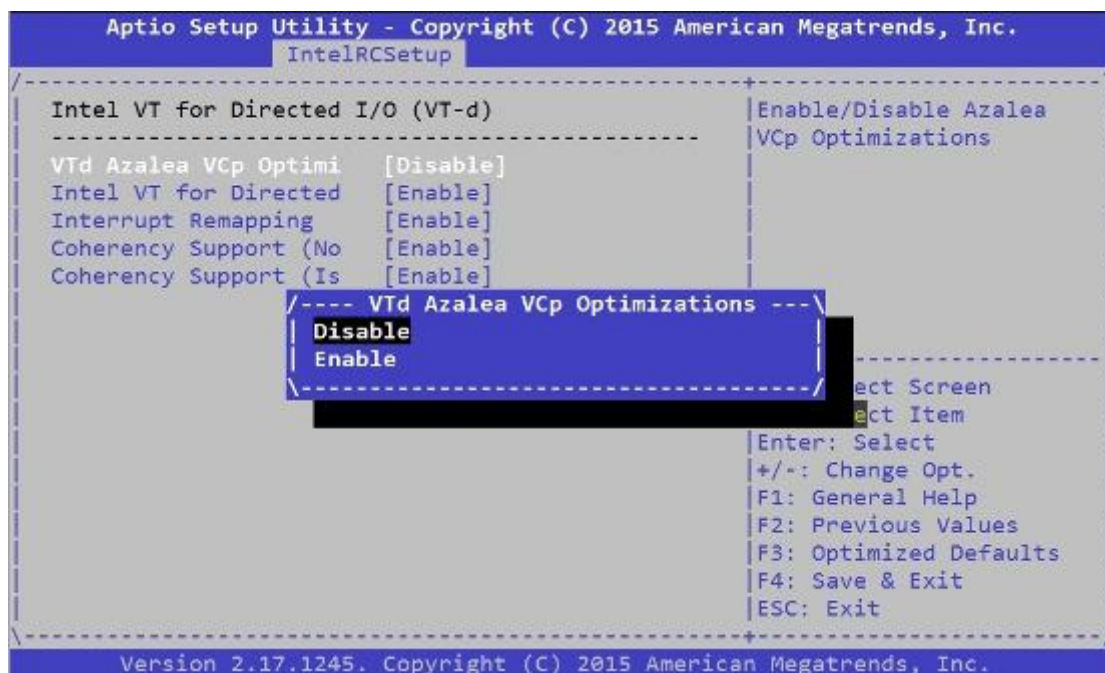 Aptio Setup Utility - Copyright (C) 2015 American Megatrends, Inc.
IntelRCSetup
Intel VT for Directed I/O (VT-d)
VTd Azalea VCp Optimi [Disable]
Intel VT for Directed [Enable]
Interrupt Remapping [Enable]
Coherency Support (No [Enable]
Coherency Support (Is [Enable]
VTd Azalea VCp Optimizations
Disable
Enable
Enable/Disable Azalea
VCp Optimizations
ect Screen
ect Item
Enter: Select
+/-: Change Opt.
F1: General Help
F2: Previous Values
F3: Optimized Defaults
F4: Save & Exit
ESC: Exit
Version 2.17.1245. Copyright (C) 2015 American Megatrends, Inc.